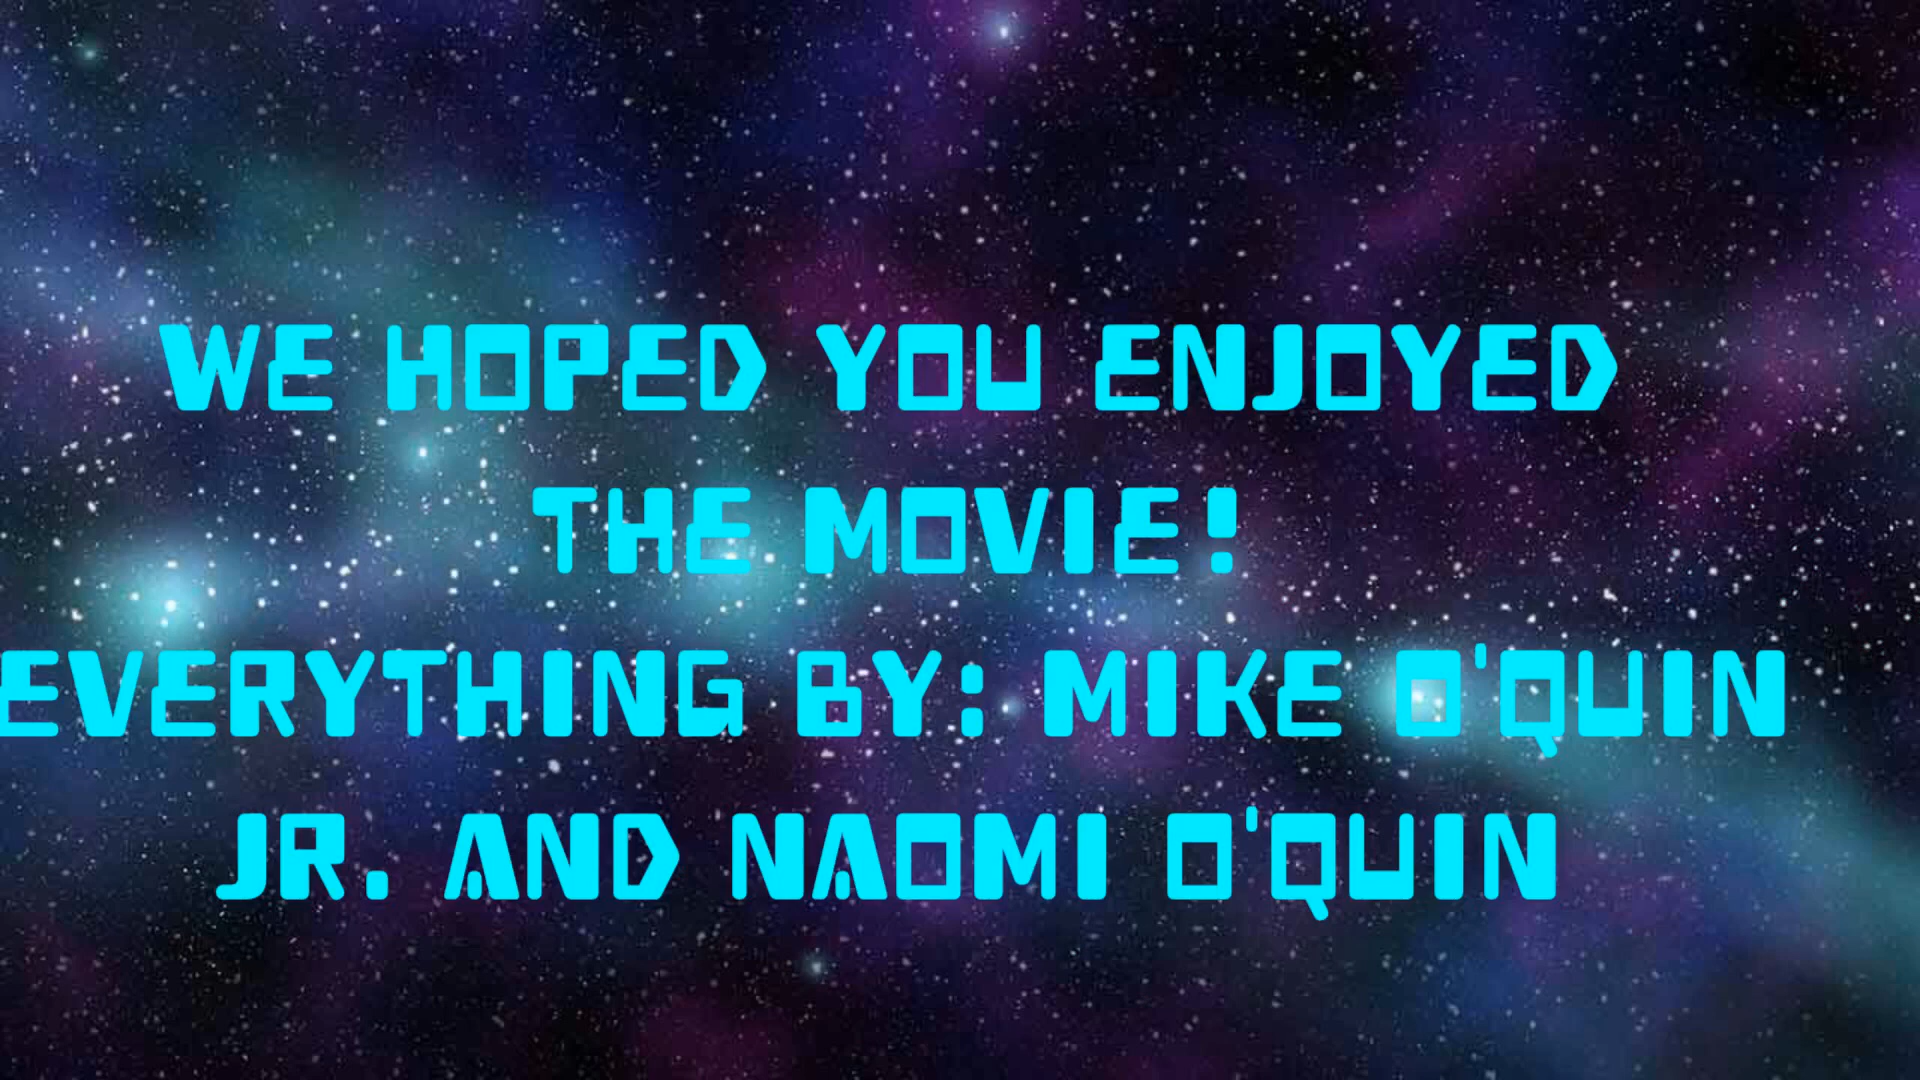 WE HOPED YOU ENJOYED
THE MOVIE!
EVERYTHING BY: MIKE O'QUIN
JR. AND NAOMI O'QUIN